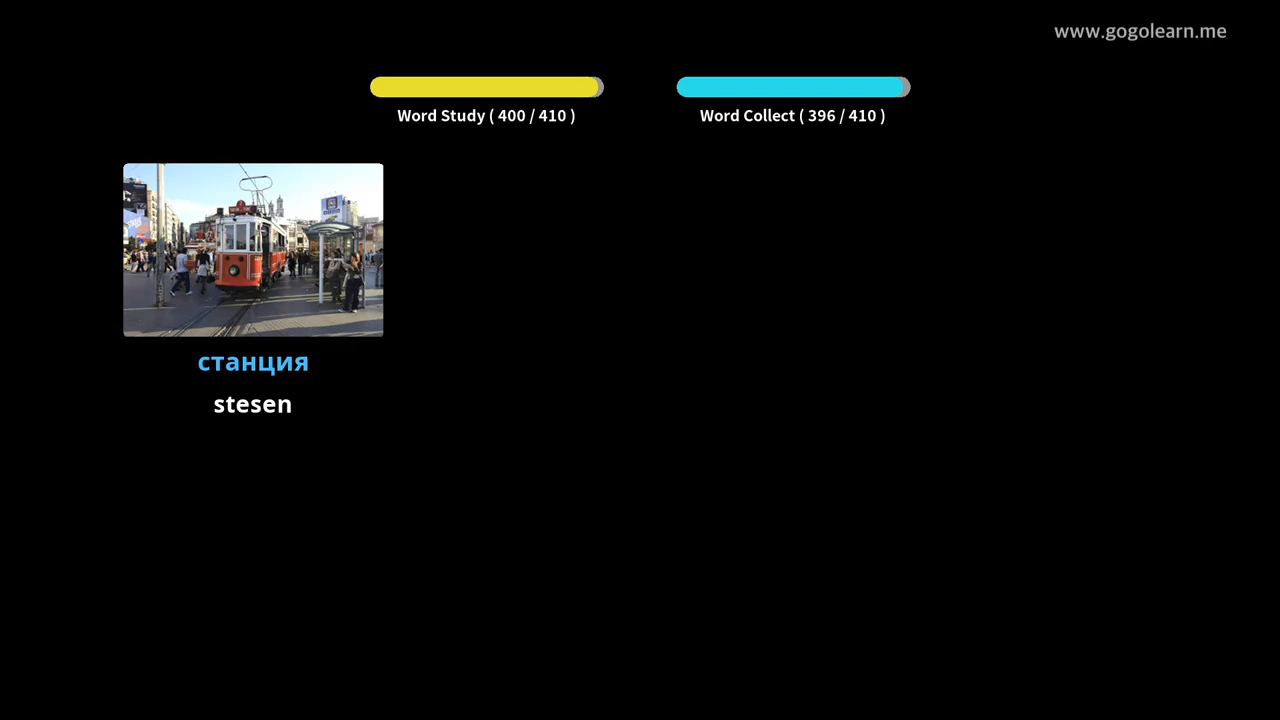 www.gogolearn.me
Word Study ( 400 / 410 )
Word Collect ( 396 / 410 )
станция
stesen